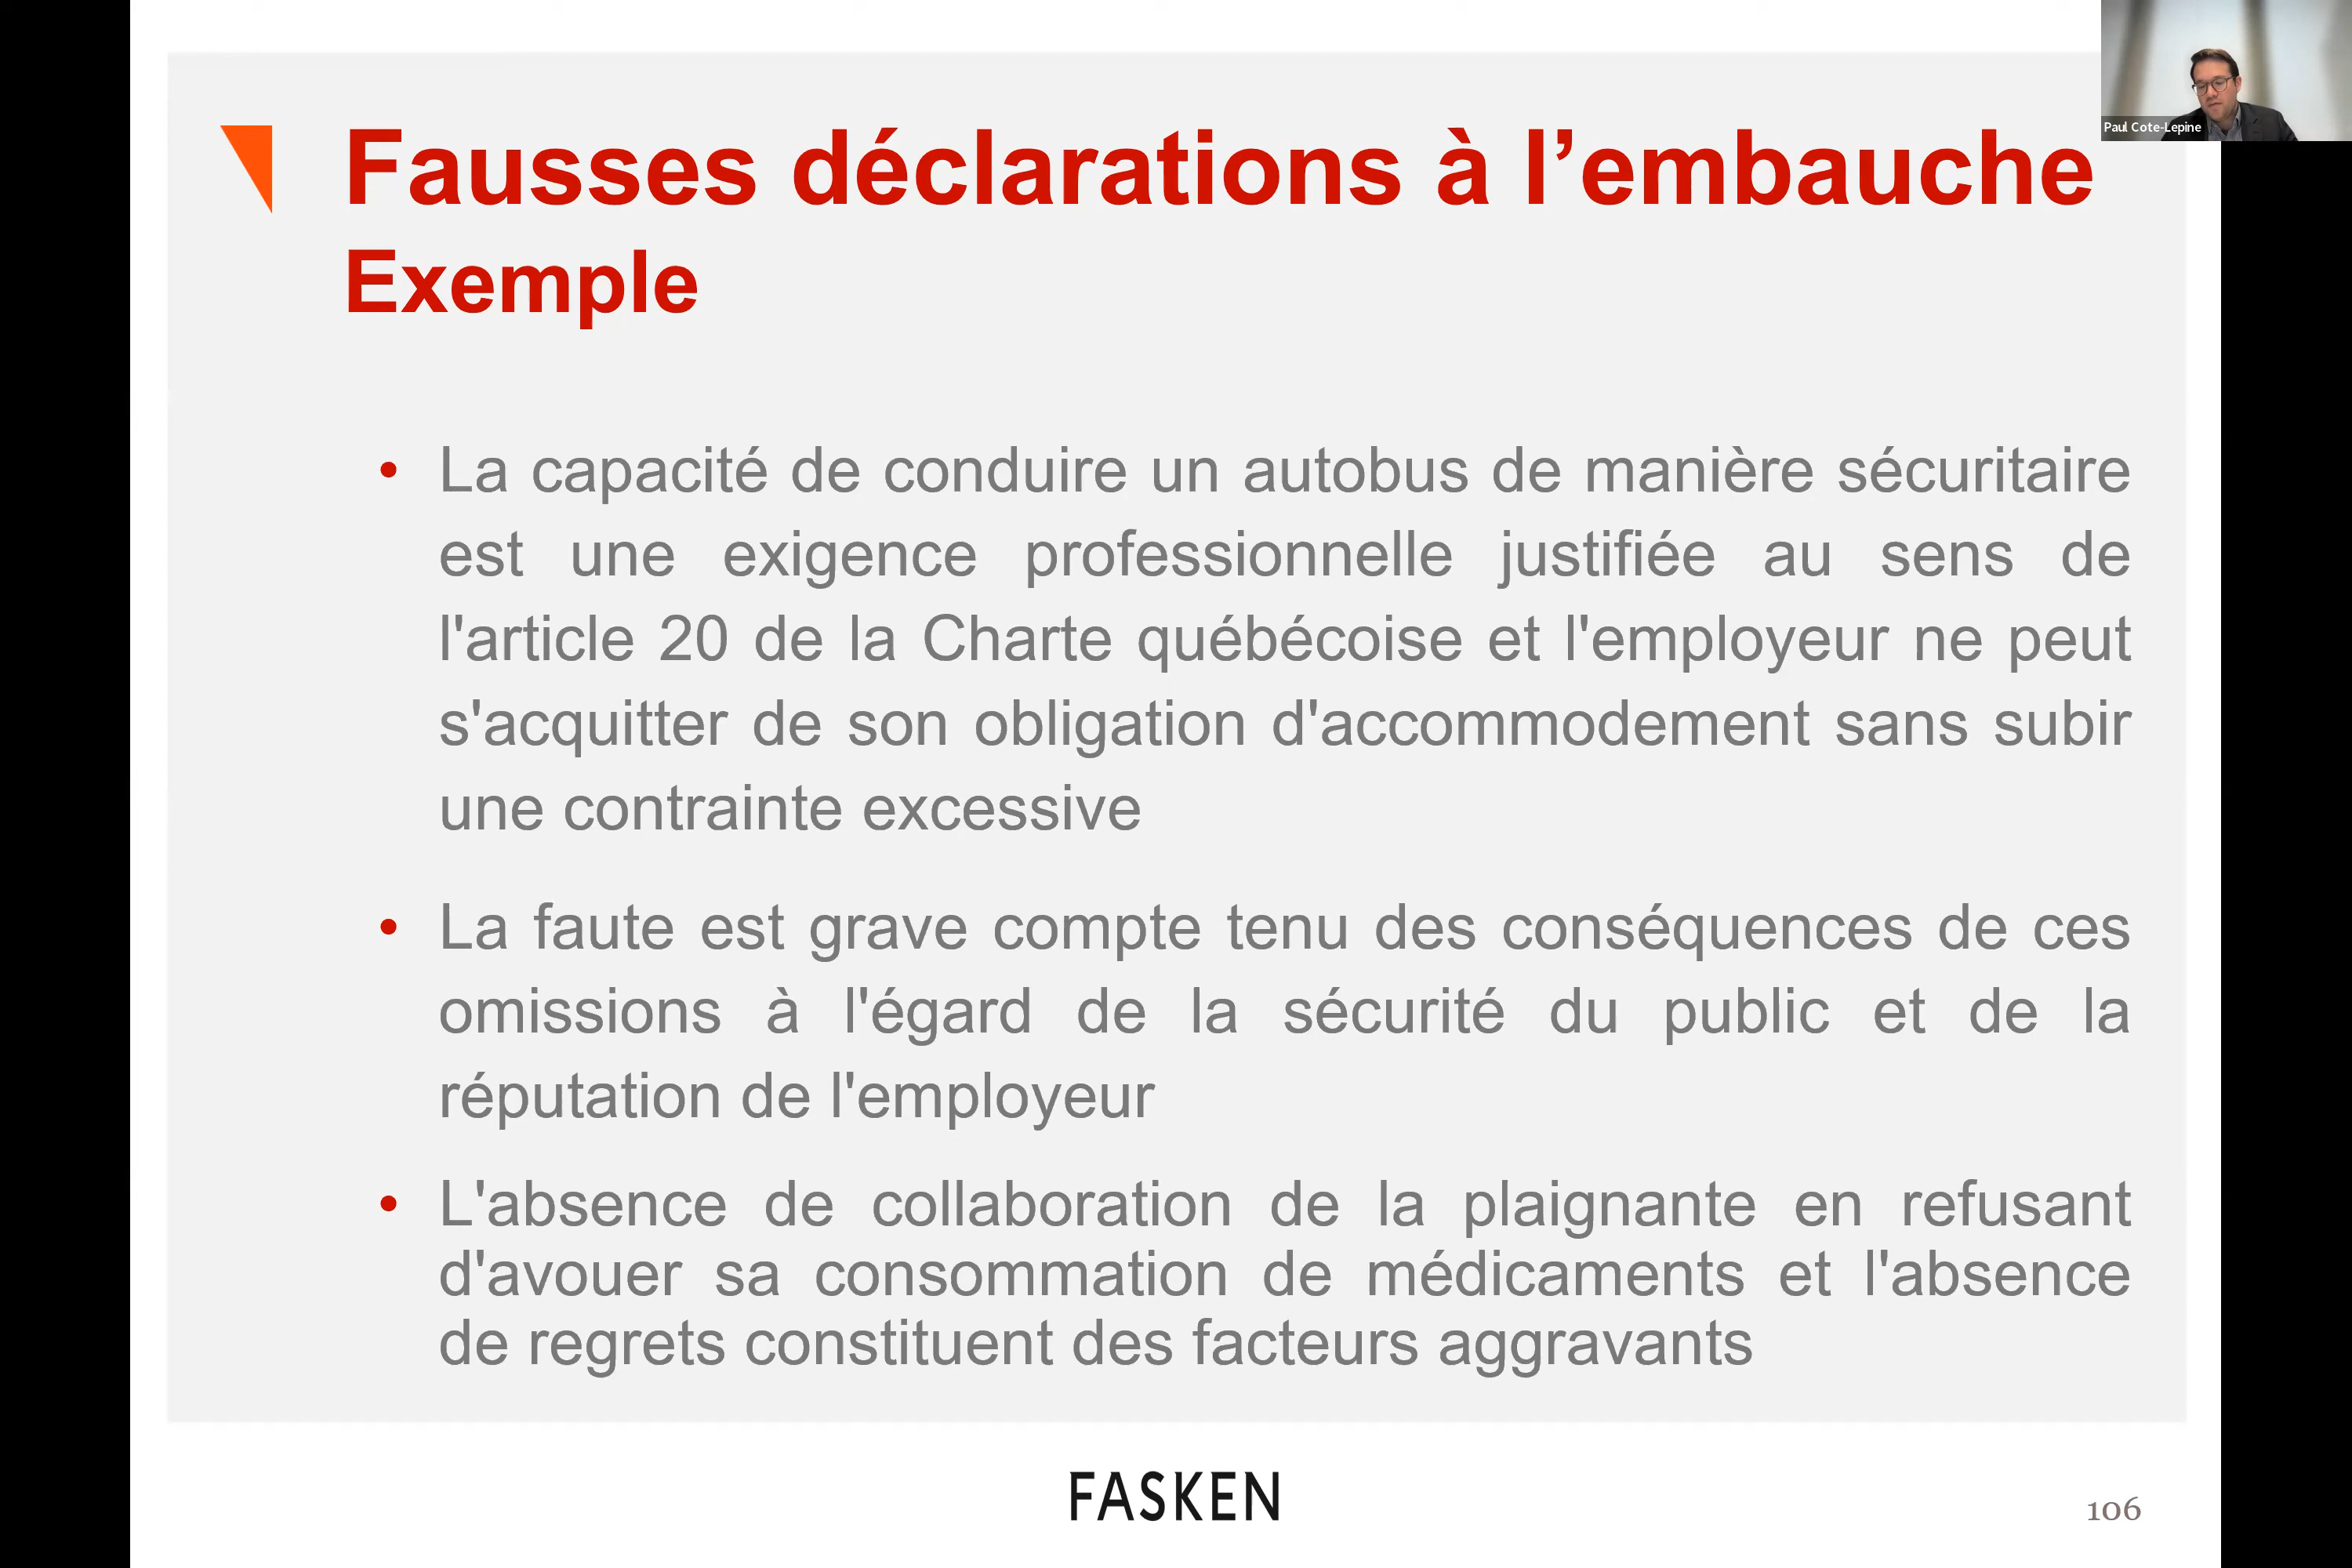 Paul Cote-Lepine
Fausses déclarations à l’embauche
Exemple
• La capacité de conduire un autobus de manière sécuritaire
est une exigence professionnelle justifiée au sens de
l'article 20 de la Charte québécoise et l'employeur ne peut
s'acquitter de son obligation d'accommodement sans subir
une contrainte excessive
• La faute est grave compte tenu des conséquences de ces
omissions à l'égard de la sécurité du public et de la
réputation de l'employeur
• L'absence de collaboration de la plaignante en refusant
d'avouer sa consommation de médicaments et l'absence
de regrets constituent des facteurs aggravants
FASKEN
106